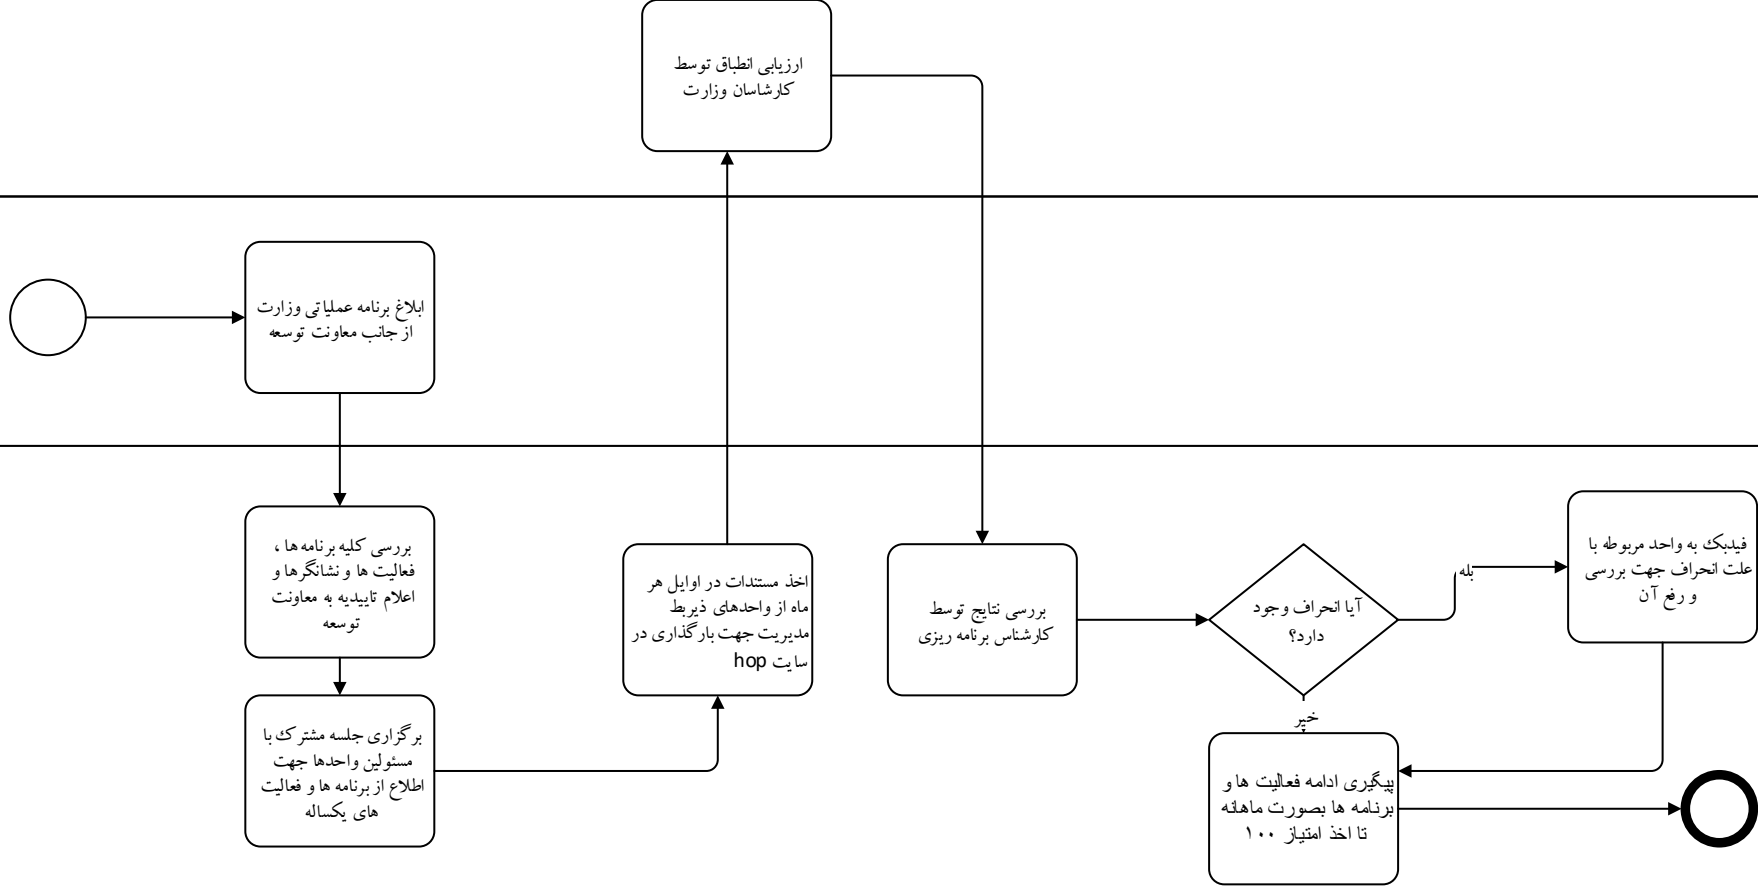 ارزیابی انطباق توسط
کارشاسان وزارت
ابلاغ برنامه عملیاتی وزارت
از جانب معاونت توسعه
بررسی کلیه برنامه ها ،
فعالیت ها و نشانگرها و
اعلام تاییدیه به معاونت
توسعه
برگزاری جلسه مشترک با
مسئولین واحدها جهت
اطلاع از برنامه ها و فعالیت
های یکساله
اخذ مستندات در اوایل هر
ماه از واحدهای ذیربط
مدیریت جهت بارگذاری در
سایت hop
بررسی نتایج توسط
کارشناس برنامه ریزی
آیا انحراف وجود
دارد؟
بله
فیدبک به واحد مربوطه با
علت انحراف جهت بررسی
و رفع آن
خیر
پیگیری ادامه فعالیت ها و
برنامه ها بصورت ماهانه
تا اخذ امتیاز ۱۰۰